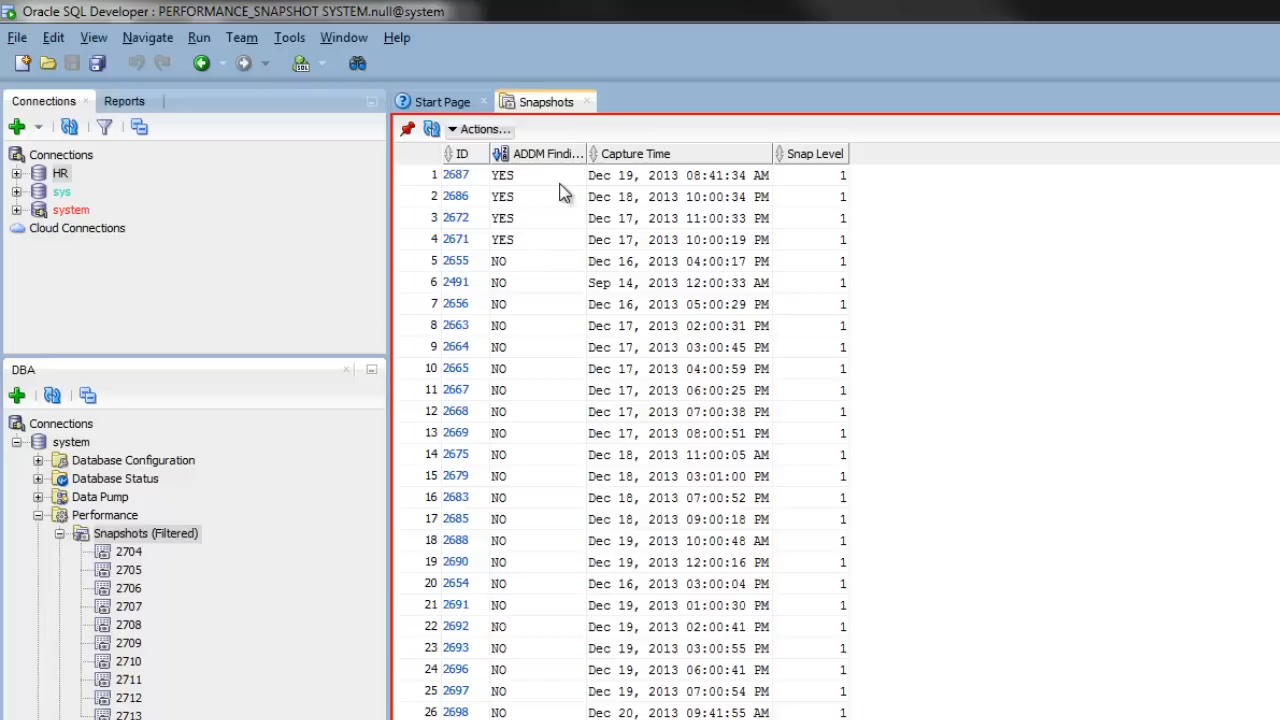 Oracle SQL Developer : PERFORMANCE_SNAPSHOT SYSTEM.null@system
File Edit View Navigate Run Team Tools Window Help
Connections Reports
Start Page Snapshots
Actions...
Connections
HR
sys
system
Cloud Connections
DBA
Connections
system
Database Configuration
Database Status
Data Pump
Performance
Snapshots (Filtered)
2704
2705
2706
2707
2708
2709
2710
2711
2712
2713
ID ADDM Findi... Capture Time Snap Level
1 2687 YES Dec 19, 2013 08:41:34 AM 1
2 2686 YES Dec 18, 2013 10:00:34 PM 1
3 2672 YES Dec 17, 2013 11:00:33 PM 1
4 2671 YES Dec 17, 2013 10:00:19 PM 1
5 2655 NO Dec 16, 2013 04:00:17 PM 1
6 2491 NO Sep 14, 2013 12:00:33 AM 1
7 2656 NO Dec 16, 2013 05:00:29 PM 1
8 2663 NO Dec 17, 2013 02:00:31 PM 1
9 2664 NO Dec 17, 2013 03:00:45 PM 1
10 2665 NO Dec 17, 2013 04:00:59 PM 1
11 2667 NO Dec 17, 2013 06:00:25 PM 1
12 2668 NO Dec 17, 2013 07:00:38 PM 1
13 2669 NO Dec 17, 2013 08:00:51 PM 1
14 2675 NO Dec 18, 2013 11:00:05 AM 1
15 2679 NO Dec 18, 2013 03:01:00 PM 1
16 2683 NO Dec 18, 2013 07:00:52 PM 1
17 2685 NO Dec 18, 2013 09:00:18 PM 1
18 2688 NO Dec 19, 2013 10:00:48 AM 1
19 2690 NO Dec 19, 2013 12:00:16 PM 1
20 2654 NO Dec 16, 2013 03:00:04 PM 1
21 2691 NO Dec 19, 2013 01:00:30 PM 1
22 2692 NO Dec 19, 2013 02:00:41 PM 1
23 2693 NO Dec 19, 2013 03:00:55 PM 1
24 2696 NO Dec 19, 2013 06:00:41 PM 1
25 2697 NO Dec 19, 2013 07:00:54 PM 1
26 2698 NO Dec 20, 2013 09:41:55 AM 1